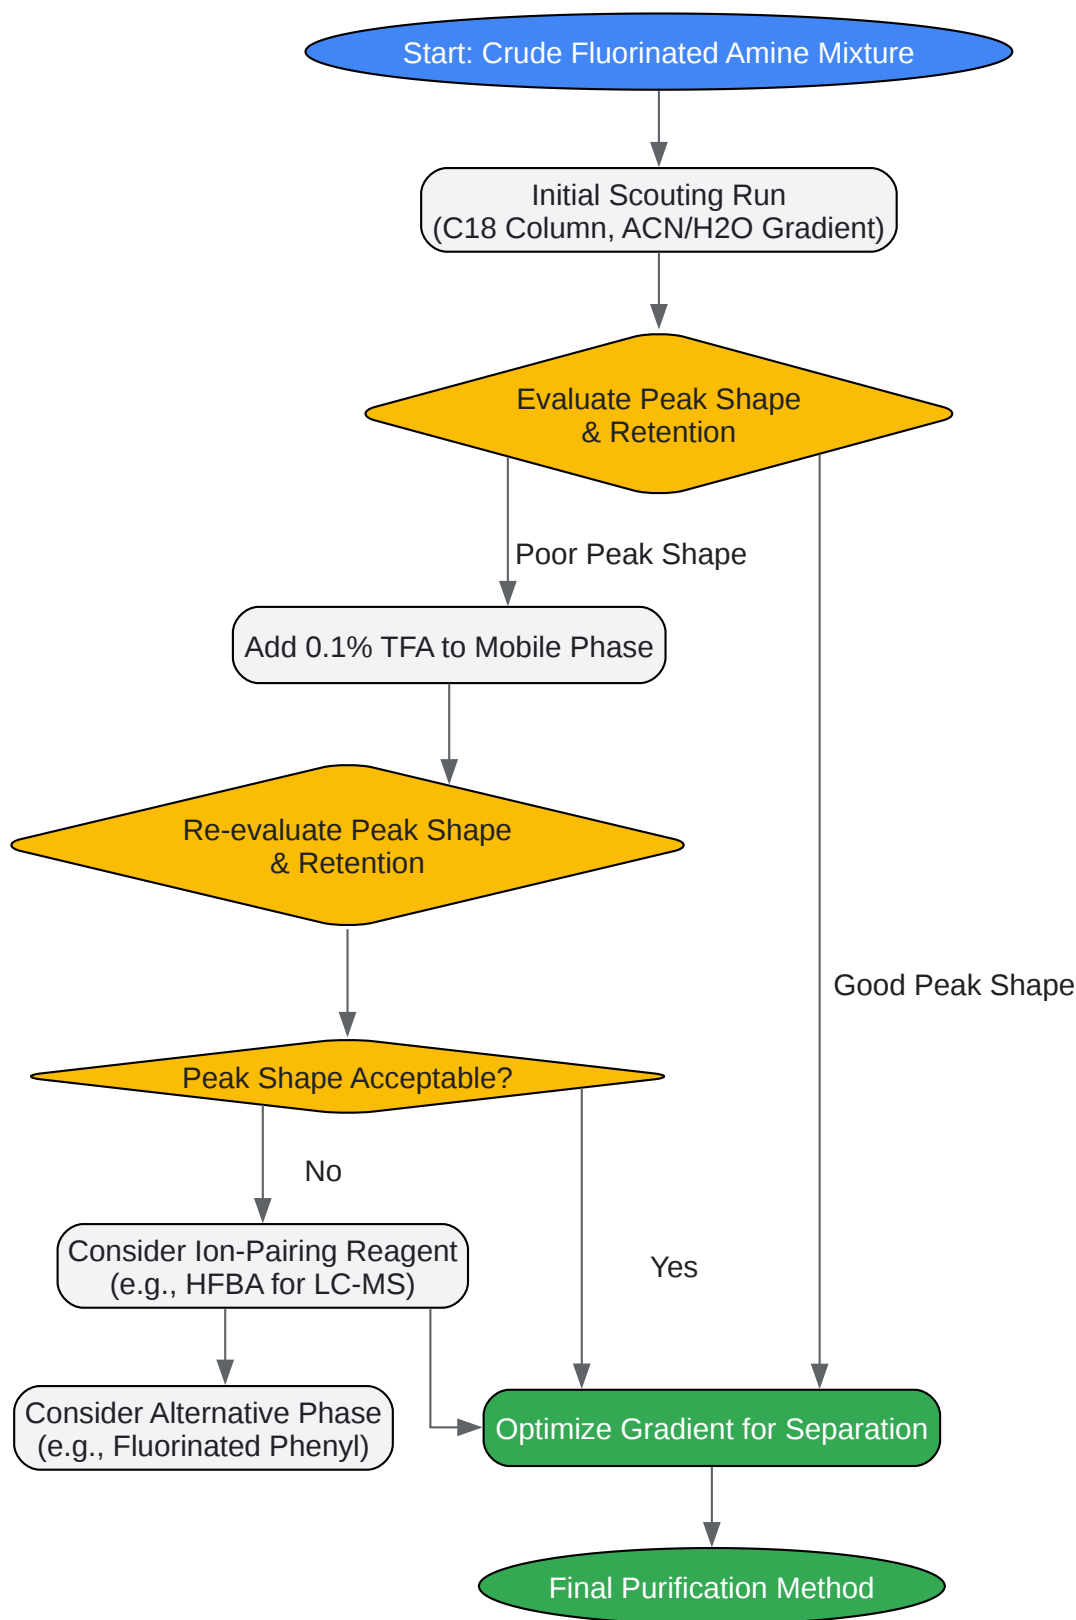 Start: Crude Fluorinated Amine Mixture
Initial Scouting Run
(C18 Column, ACN/H2O Gradient)
Evaluate Peak Shape
& Retention
Poor Peak Shape
Add 0.1% TFA to Mobile Phase
Re-evaluate Peak Shape
& Retention
Good Peak Shape
Peak Shape Acceptable?
No
Consider Ion-Pairing Reagent
(e.g., HFBA for LC-MS)
Yes
Consider Alternative Phase
(e.g., Fluorinated Phenyl)
Optimize Gradient for Separation
Final Purification Method